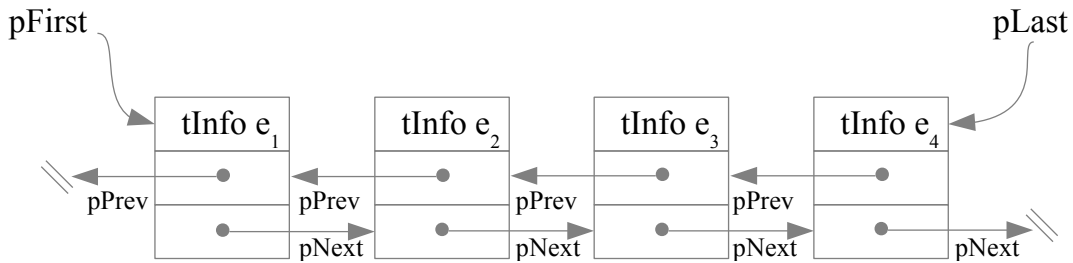 pFirst pLast
tInfo e1 tInfo e2 tInfo e3 tInfo e4
pPrev pPrev pPrev pPrev
pNext pNext pNext pNext